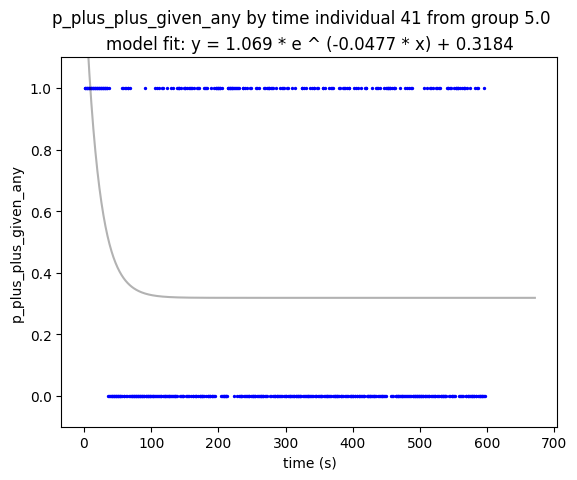 p_plus_plus_given_any by time individual 41 from group 5.0
model fit: y = 1.069 * e ^ (-0.0477 * x) + 0.3184
1.0
0.8
0.6
0.4
0.2
0.0
p_plus_plus_given_any
0 100 200 300 400 500 600 700
time (s)